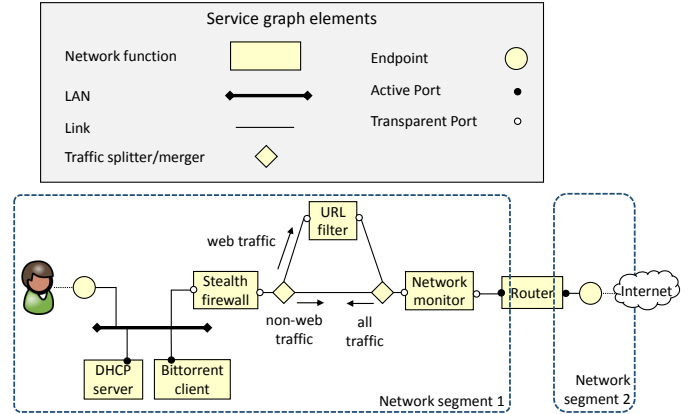 Service graph elements
Network function
Endpoint
LAN
Active Port
Link
Transparent Port
Traffic splitter/merger
URL
filter
web traffic
Stealth
firewall
Network
monitor
Router
Internet
non-web
traffic
all
traffic
DHCP
server
Bittorrent
client
Network segment 1
Network
segment 2